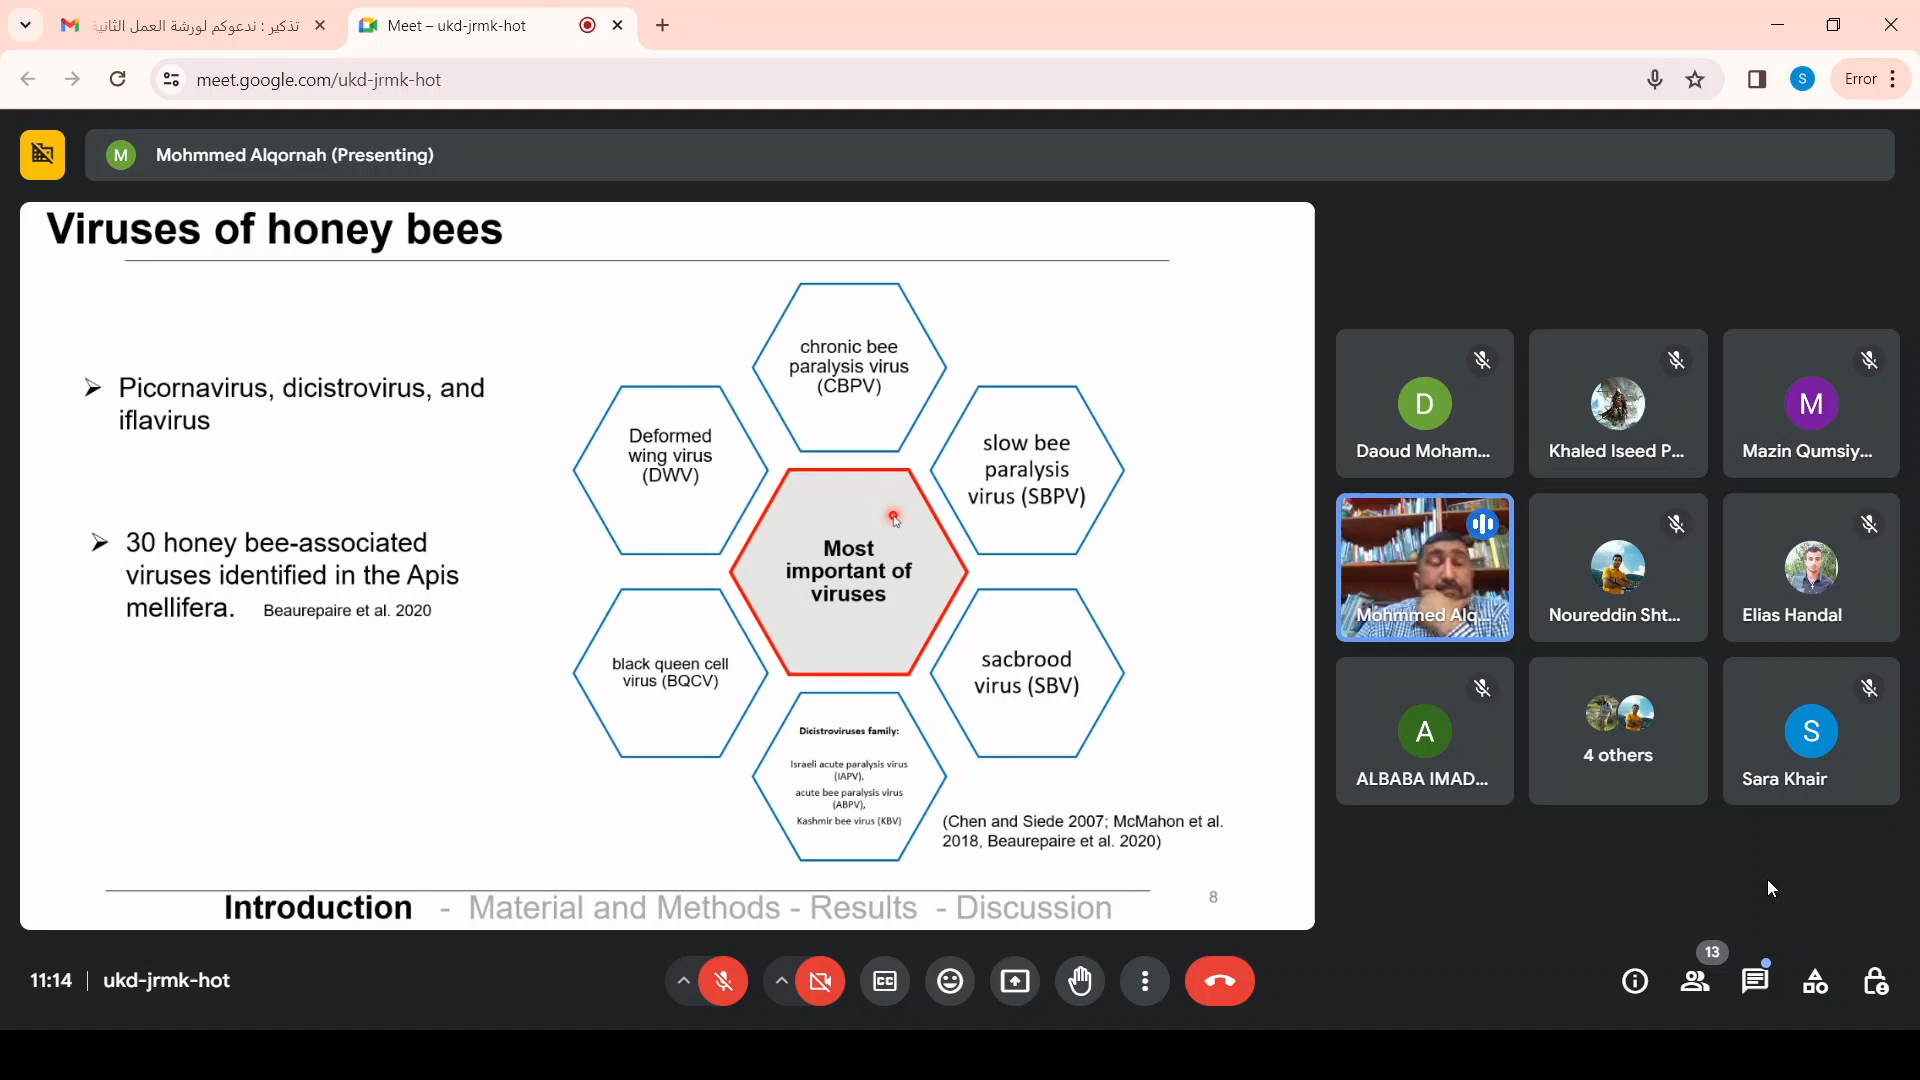 تذكير : ندعوكم لورشة العمل الثانية
Meet – ukd-jrmk-hot
meet.google.com/ukd-jrmk-hot
S
Error
M
Mohmmed Alqornah (Presenting)
Viruses of honey bees
➢ Picornavirus, dicistrovirus, and
iflavirus
➢ 30 honey bee-associated
viruses identified in the Apis
mellifera. Beaurepaire et al. 2020
chronic bee
paralysis virus
(CBPV)
Deformed
wing virus
(DWV)
slow bee
paralysis
virus (SBPV)
Most
important of
viruses
black queen cell
virus (BQCV)
sacbrood
virus (SBV)
Dicistroviruses family:
Israeli acute paralysis virus
(IAPV),
acute bee paralysis virus
(ABPV),
Kashmir bee virus (KBV)
(Chen and Siede 2007; McMahon et al.
2018, Beaurepaire et al. 2020)
Introduction - Material and Methods - Results - Discussion
8
D
Daoud Moham...
Khaled Iseed P...
M
Mazin Qumsiy...
Mohmmed Alq...
Noureddin Sht...
Elias Handal
A
ALBABA IMAD...
4 others
S
Sara Khair
11:14
ukd-jrmk-hot
CC
13